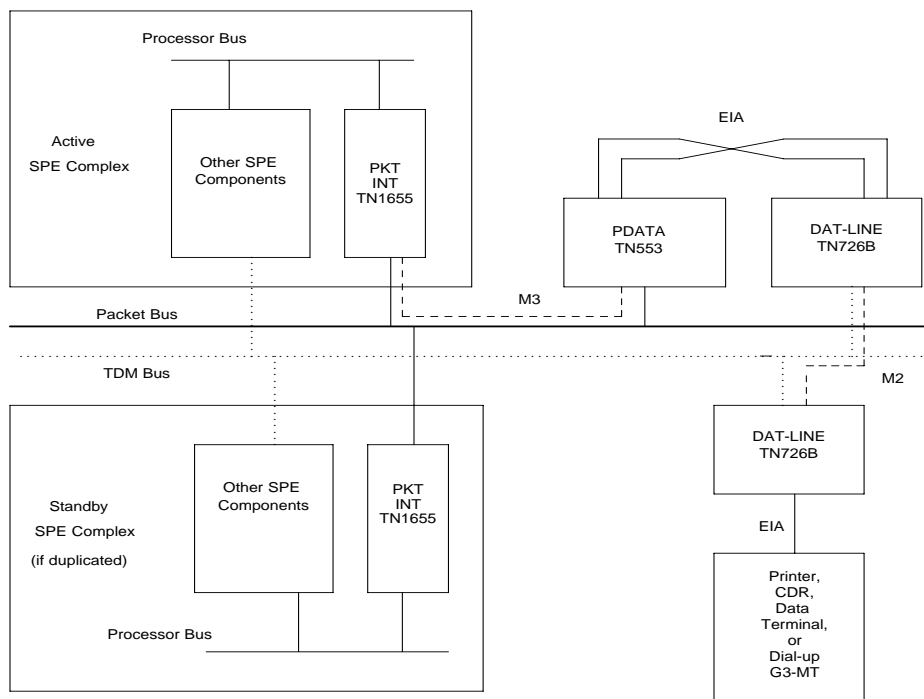 Processor Bus
Active
SPE Complex
Other SPE
Components
PKT
INT
TN1655
EIA
PDATA
TN553
DAT-LINE
TN726B
M3
Packet Bus
TDM Bus
M2
Standby
SPE Complex
(if duplicated)
Other SPE
Components
PKT
INT
TN1655
Processor Bus
DAT-LINE
TN726B
EIA
Printer,
CDR,
Data
Terminal,
or
Dial-up
G3-MT